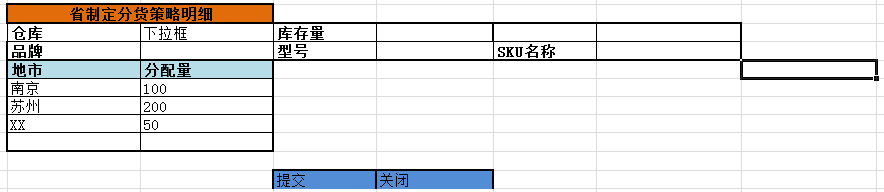 省制定分货策略明细
仓库 下拉框 库存量
品牌 型号 SKU名称
地市 分配量
南京 100
苏州 200
XX 50
提交 关闭